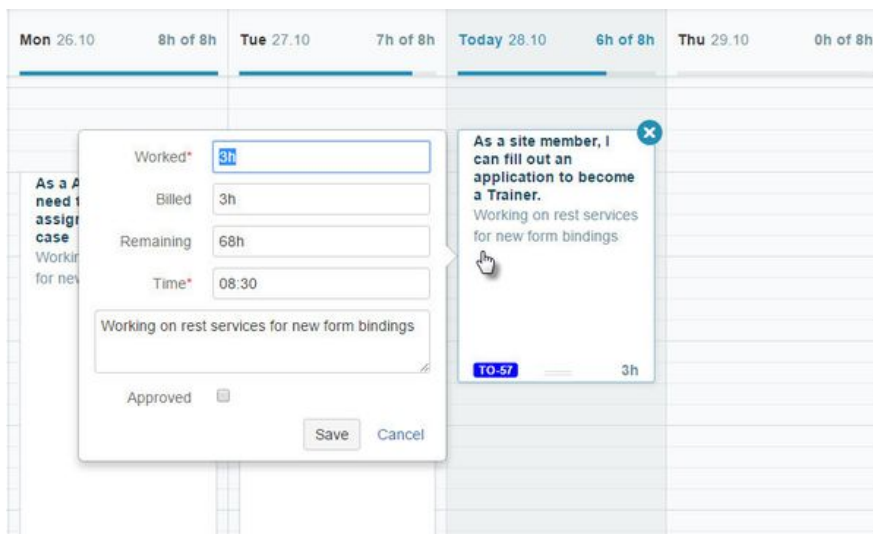 Mon 26.10 8h of 8h Tue 27.10 7h of 8h Today 28.10 6h of 8h Thu 29.10 0h of 8h
As a A
need t
assign
case
Workin
for new
Worked* 3h
Billed 3h
Remaining 68h
Time* 08:30
Working on rest services for new form bindings
Approved
Save Cancel
As a site member, I
can fill out an
application to become
a Trainer.
Working on rest services
for new form bindings
TO-57 3h